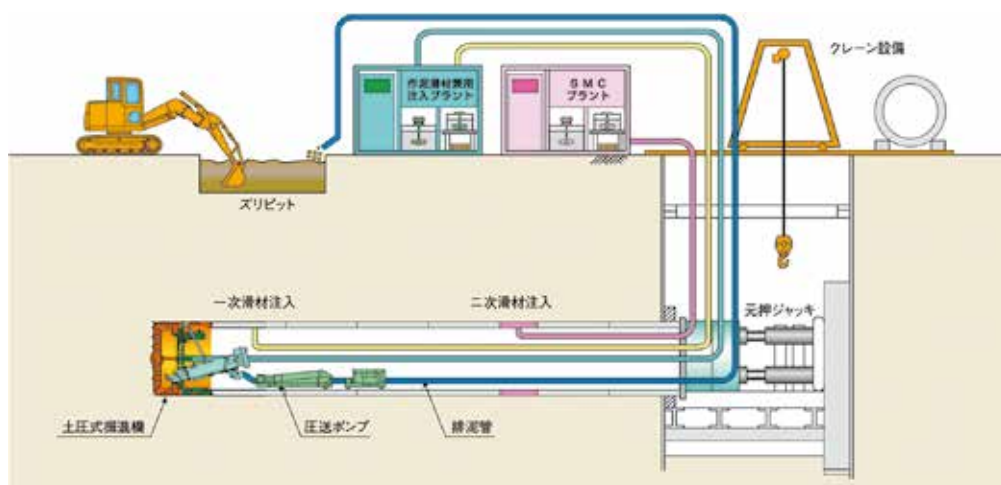 クレーン設備
作泥滑材兼用
注入プラント
SMC
プラント
ズリピット
一次滑材注入
二次滑材注入
元押ジャッキ
土圧式掘進機
圧送ポンプ
排泥管